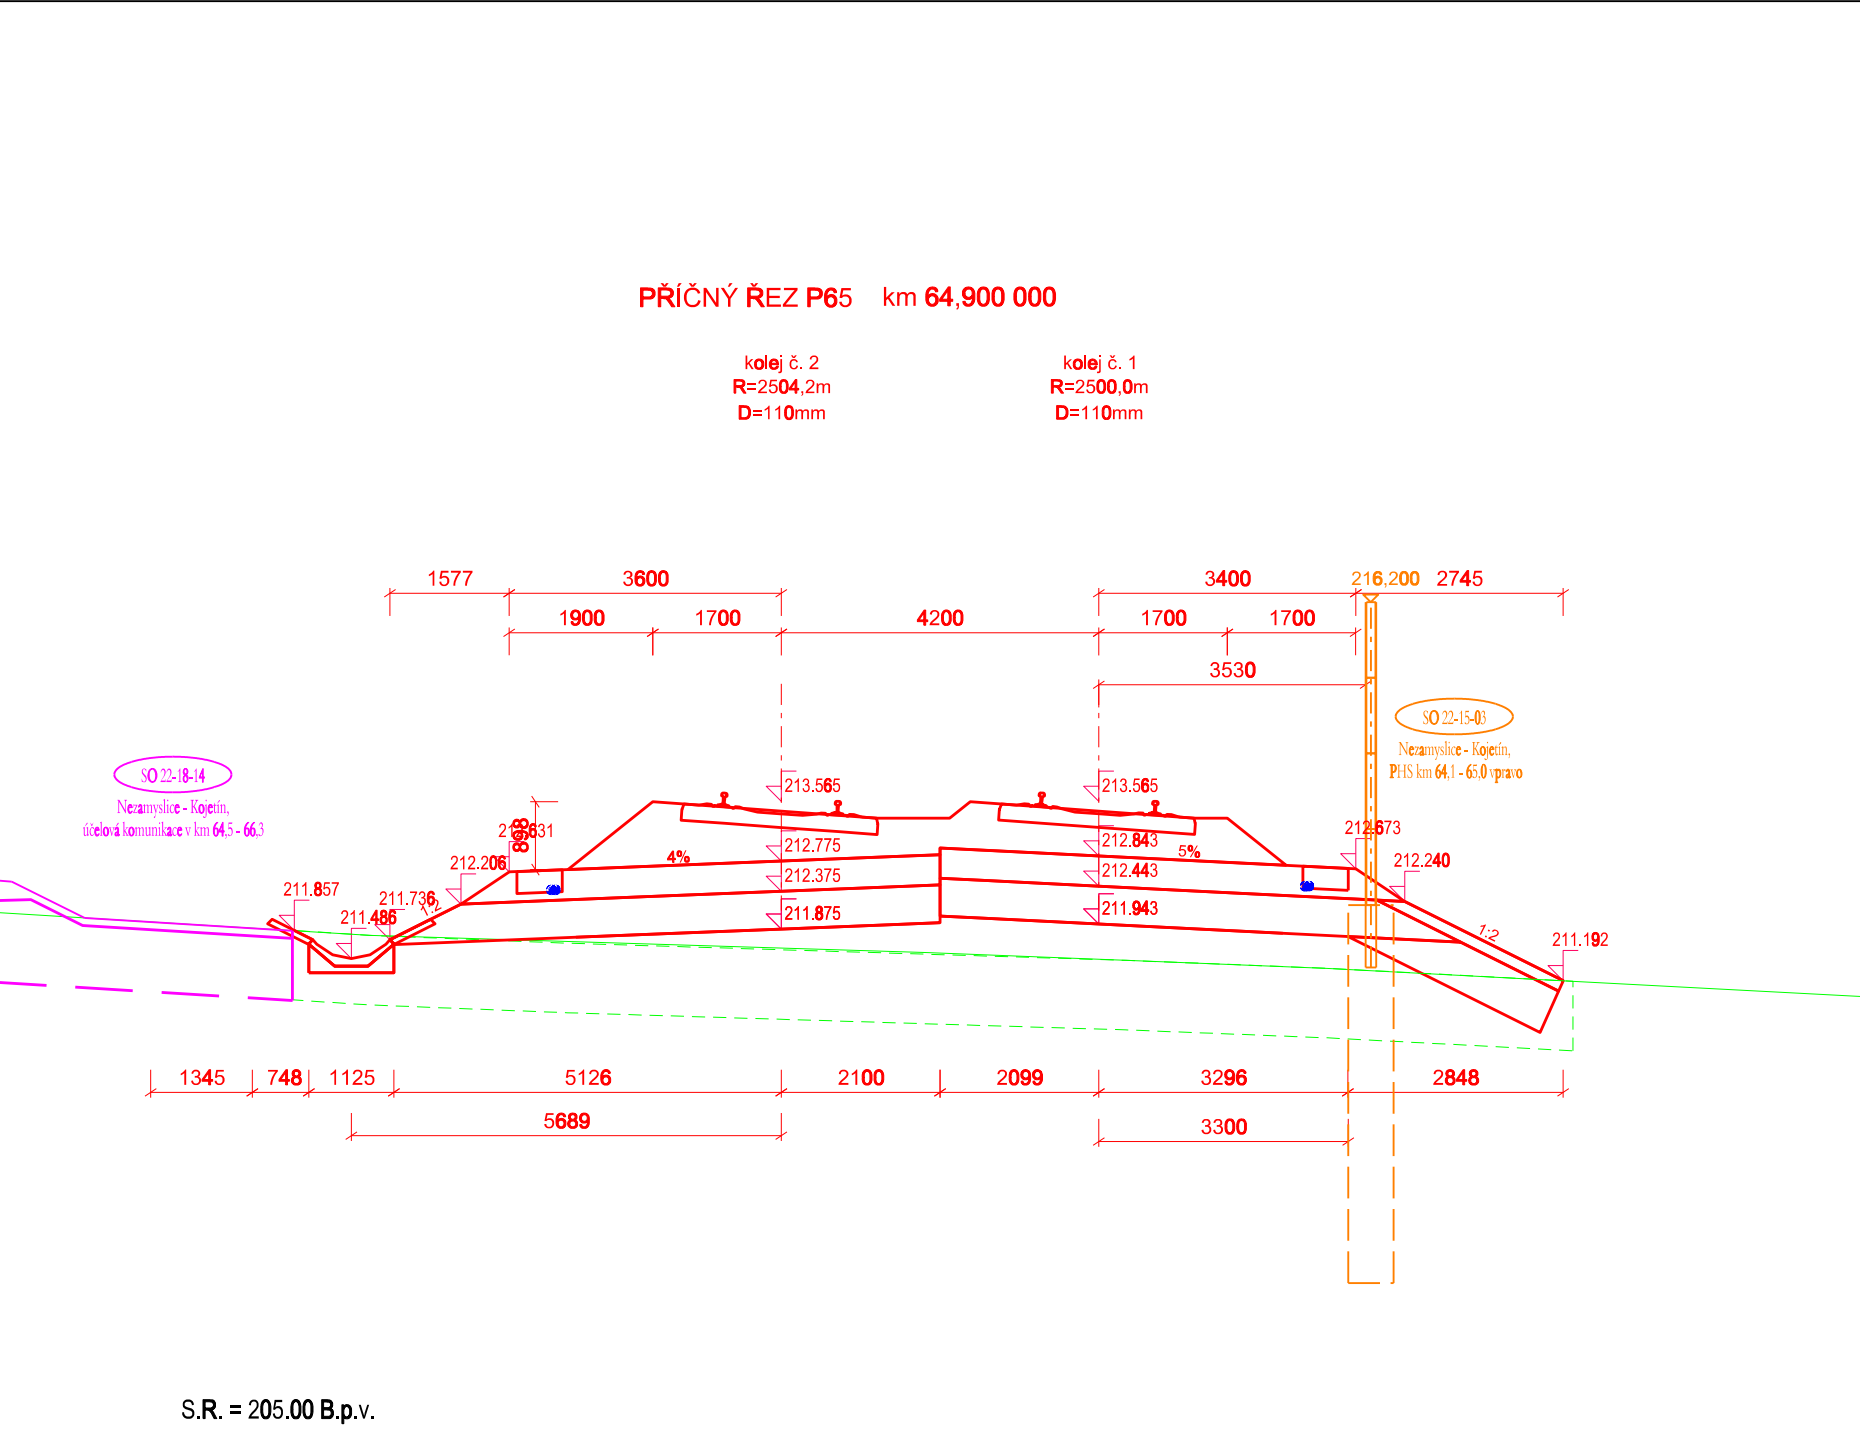 PŘÍČNÝ ŘEZ P65 km 64,900 000
kolej č. 2
R=2504,2m
D=110mm
kolej č. 1
R=2500,0m
D=110mm
1577 3600 3400 216,200 2745
1900 1700 4200 1700 1700
3530
SO 22-15-03
Nezamyslice - Kojetín,
PHS km 64,1 - 65,0 vpravo
SO 22-18-14
Nezamyslice - Kojetín,
účelová komunikace v km 64,5 - 66,3
213.565 213.565
898
212.673
212.775 212.843
4% 5%
212.206 212.240
212.375 212.443
211.857 211.736 1:2
211.486 211.875 211.943
1:2
211.192
1345 748 1125 5126 2100 2099 3296 2848
5689 3300
S.R. = 205.00 B.p.v.